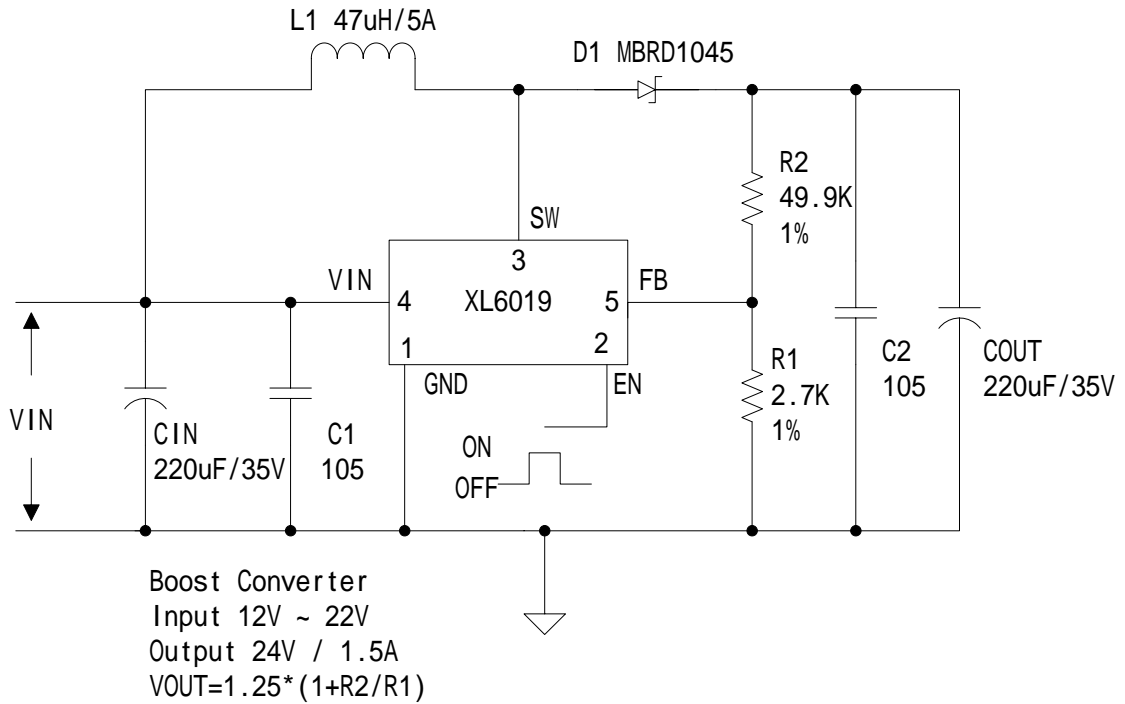 L1 47uH/5A
D1 MBRD1045
R2
49.9K
1%
SW
3
VIN
4
XL6019
5
FB
1
2
GND
EN
R1
2.7K
1%
C2
105
COUT
220uF/35V
VIN
CIN
220uF/35V
C1
105
ON
OFF
Boost Converter
Input 12V ~ 22V
Output 24V / 1.5A
VOUT=1.25*(1+R2/R1)